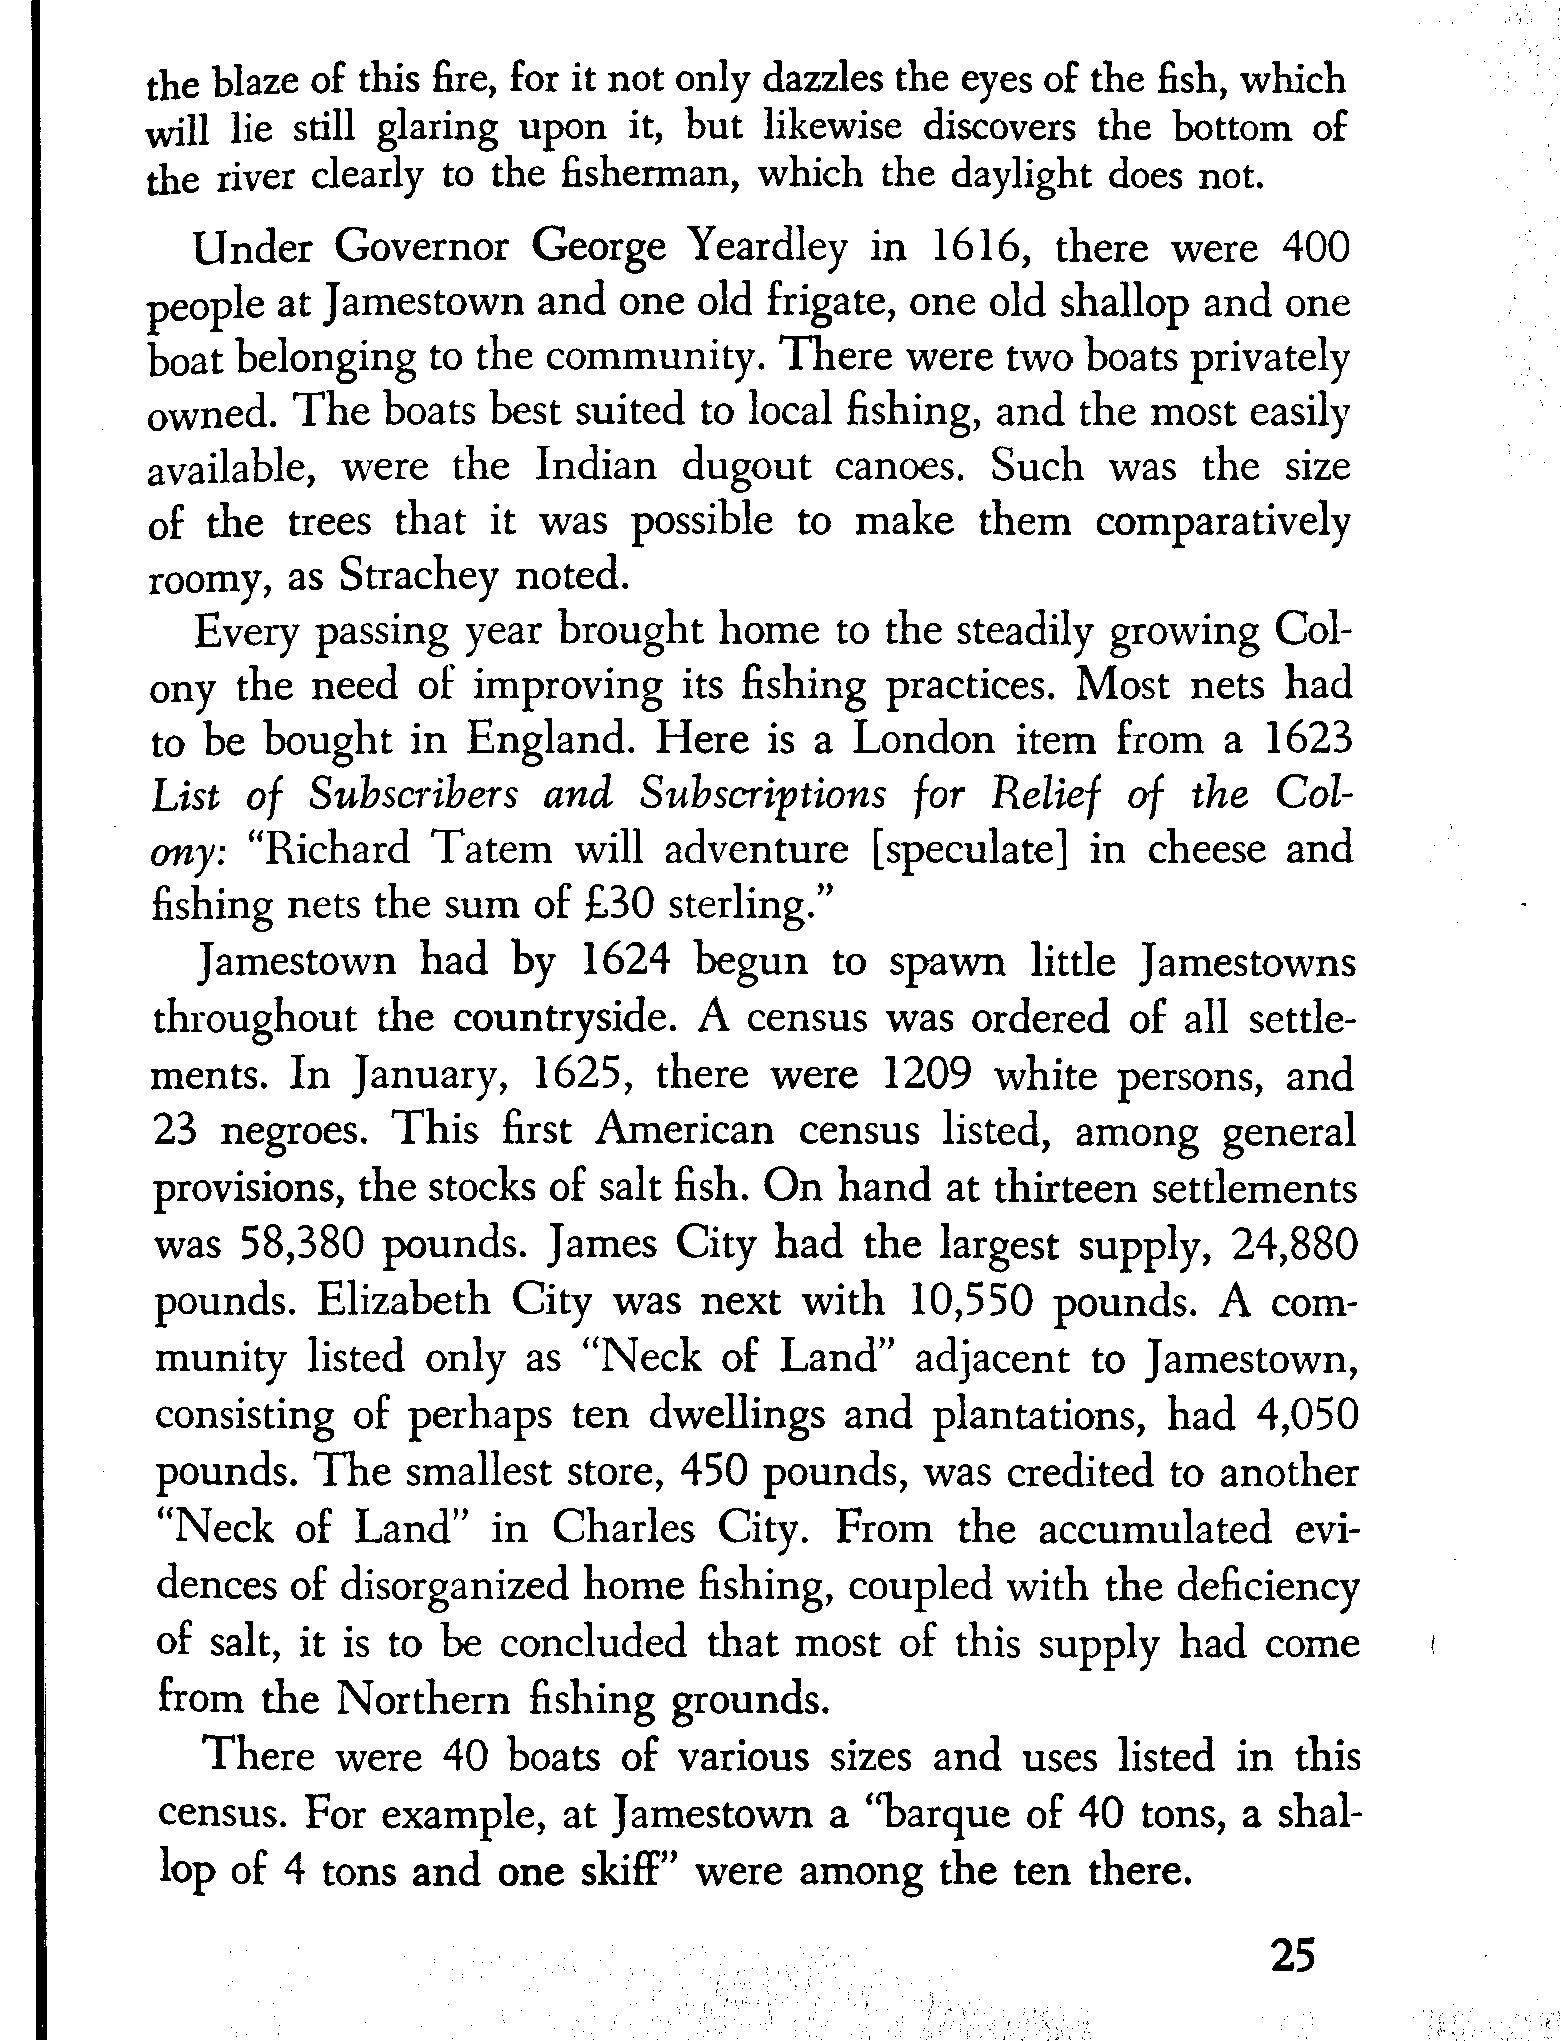 the blaze of this fire, for it not only dazzles the eyes of the fish, which
will lie still glaring upon it, but likewise discovers the bottom of
the river clearly to the fisherman, which the daylight does not.
Under Governor George Yeardley in 1616, there were 400
people at Jamestown and one old frigate, one old shallop and one
boat belonging to the community. There were two boats privately
owned. The boats best suited to local fishing, and the most easily
available, were the Indian dugout canoes. Such was the size
of the trees that it was possible to make them comparatively
roomy, as Strachey noted.
Every passing year brought home to the steadily growing Col-
ony the need of improving its fishing practices. Most nets had
to be bought in England. Here is a London item from a 1623
List of Subscribers and Subscriptions for Relief of the Col-
ony: “Richard Tatem will adventure [speculate] in cheese and
fishing nets the sum of £30 sterling.”
Jamestown had by 1624 begun to spawn little Jamestowns
throughout the countryside. A census was ordered of all settle-
ments. In January, 1625, there were 1209 white persons, and
23 negroes. This first American census listed, among general
provisions, the stocks of salt fish. On hand at thirteen settlements
was 58,380 pounds. James City had the largest supply, 24,880
pounds. Elizabeth City was next with 10,550 pounds. A com-
munity listed only as “Neck of Land” adjacent to Jamestown,
consisting of perhaps ten dwellings and plantations, had 4,050
pounds. The smallest store, 450 pounds, was credited to another
“Neck of Land” in Charles City. From the accumulated evi-
dences of disorganized home fishing, coupled with the deficiency
of salt, it is to be concluded that most of this supply had come
from the Northern fishing grounds.
There were 40 boats of various sizes and uses listed in this
census. For example, at Jamestown a “barque of 40 tons, a shal-
lop of 4 tons and one skiff” were among the ten there.
25